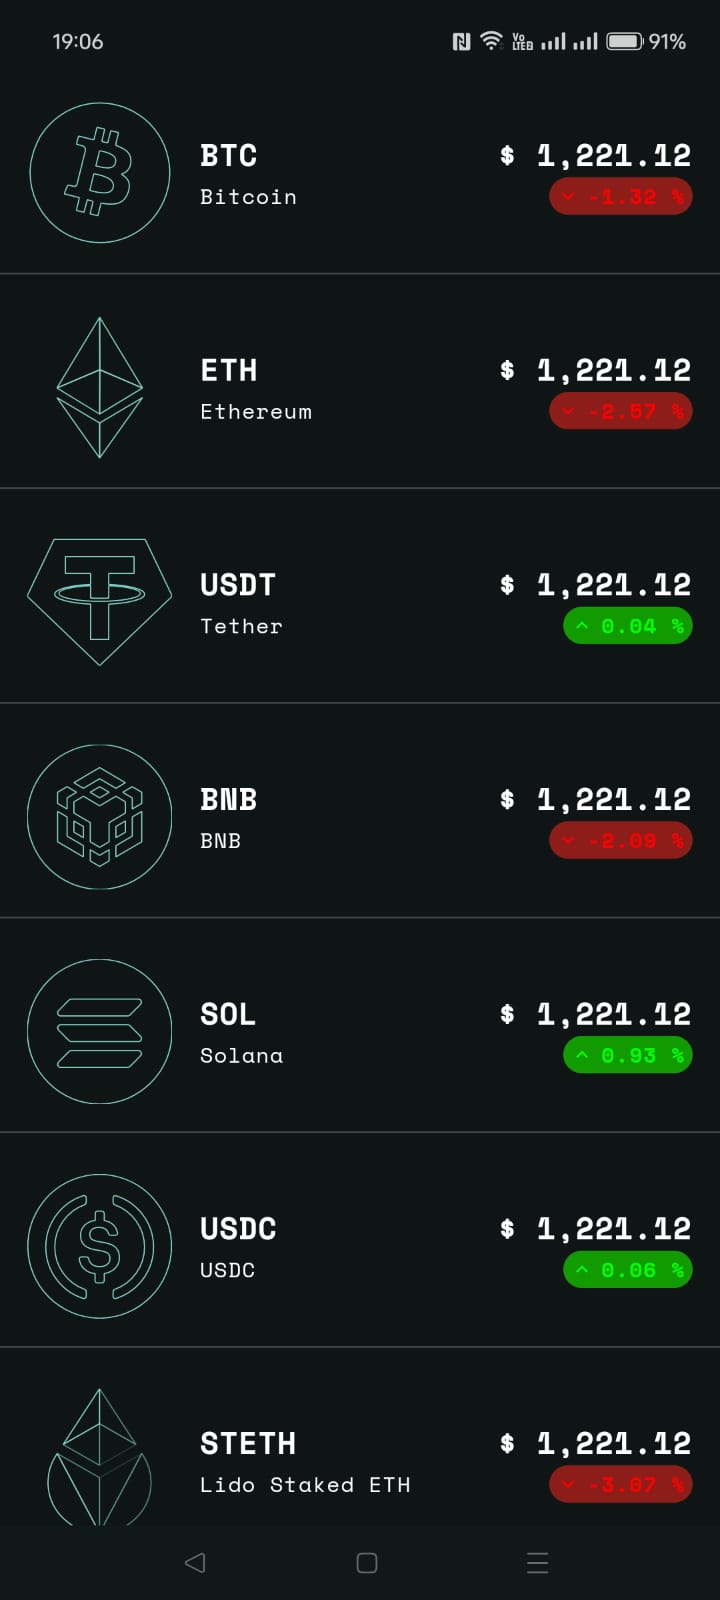 19:06 Vo LTE2 91%
BTC $ 1,221.12
Bitcoin -1.32 %
ETH $ 1,221.12
Ethereum -2.57 %
USDT $ 1,221.12
Tether 0.04 %
BNB $ 1,221.12
BNB -2.09 %
SOL $ 1,221.12
Solana 0.93 %
USDC $ 1,221.12
USDC 0.06 %
STETH $ 1,221.12
Lido Staked ETH -3.07 %